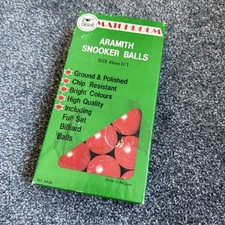 MATCHROOM
ARAMITH
SNOOKER BALLS
Ground & Polished
Chip Resistant
Bright Colours
High Quality
Including
Full Set
Billiard
Balls